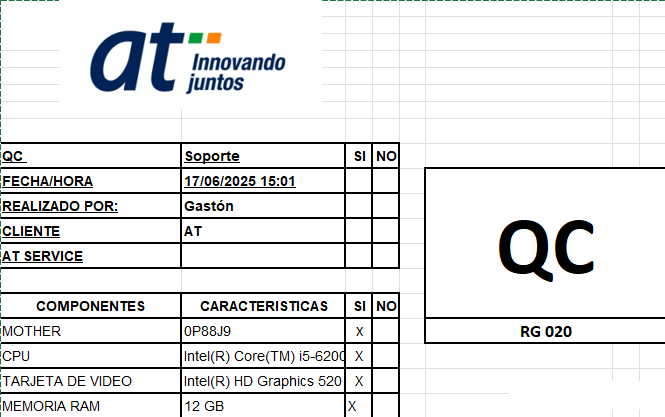 at Innovando
juntos
QC Soporte SI NO
FECHA/HORA 17/06/2025 15:01
REALIZADO POR: Gastón
CLIENTE AT
AT SERVICE
QC
RG 020
COMPONENTES CARACTERISTICAS SI NO
MOTHER 0P88J9 X
CPU Intel(R) Core(TM) i5-6200 X
TARJETA DE VIDEO Intel(R) HD Graphics 520 X
MEMORIA RAM 12 GB X